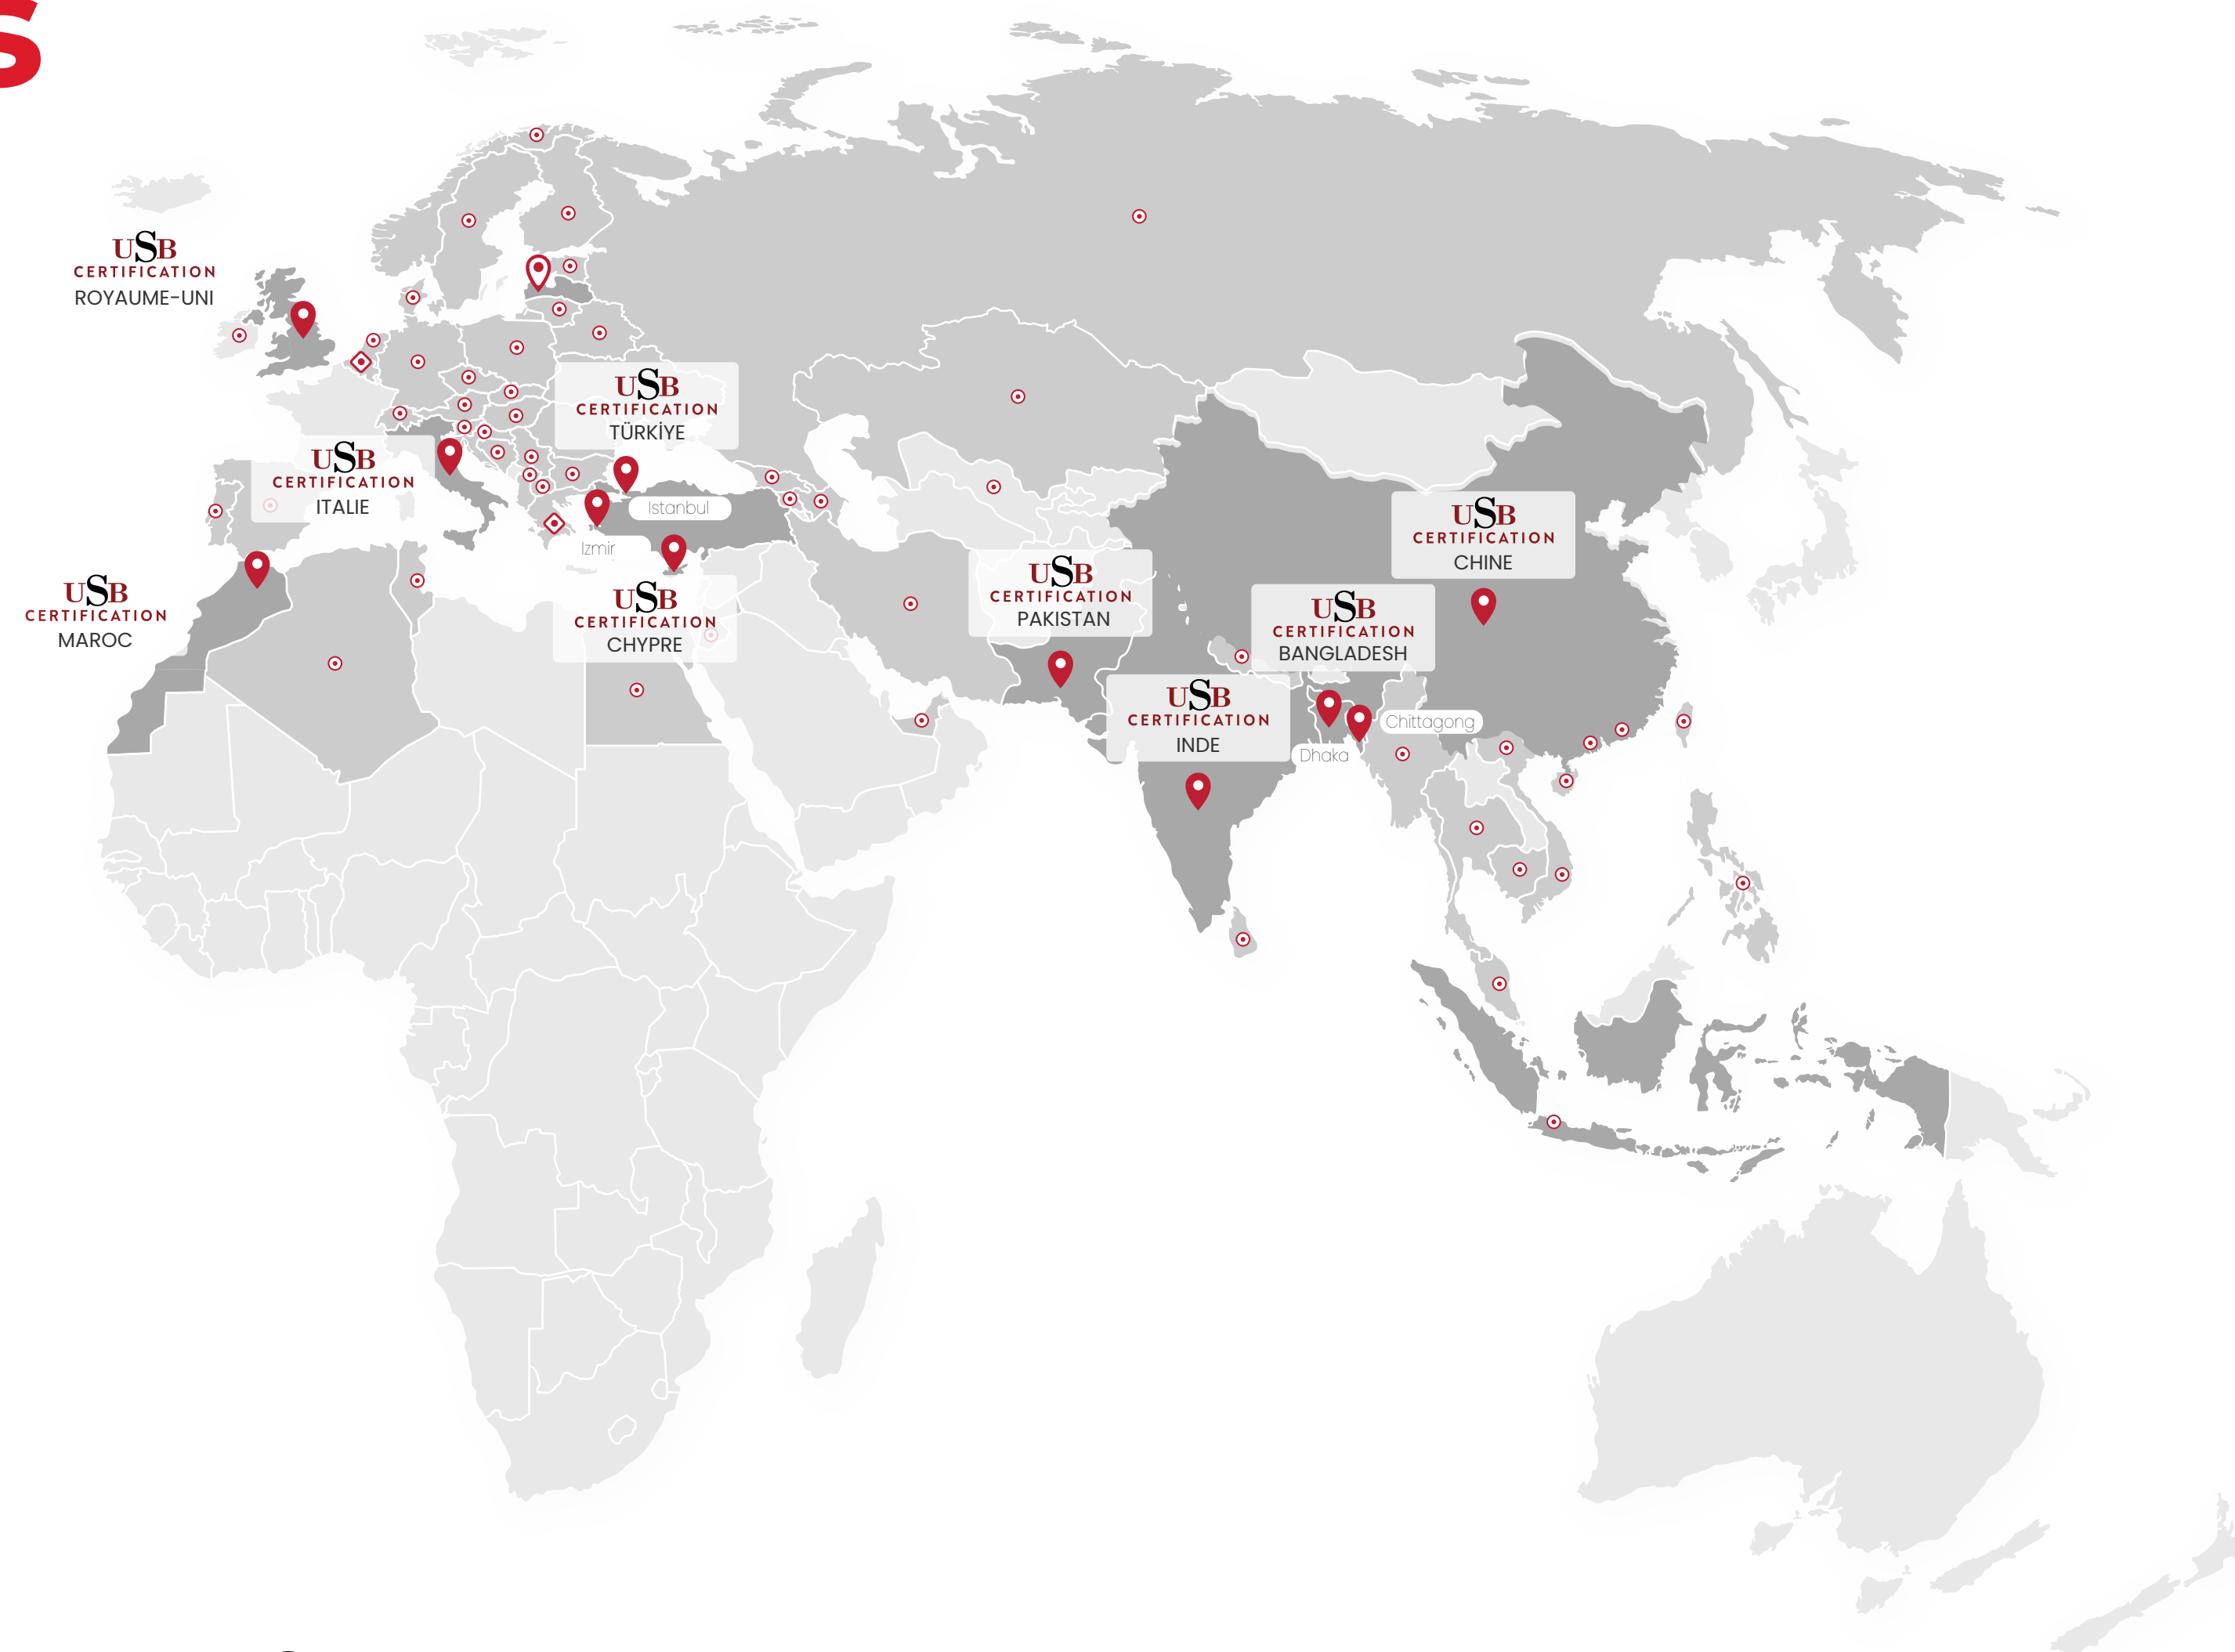 S
USB
CERTIFICATION
ROYAUME-UNI
USB
CERTIFICATION
TÜRKİYE
USB
CERTIFICATION
ITALIE
Istanbul
Izmir
USB
CERTIFICATION
CHINE
USB
CERTIFICATION
PAKISTAN
USB
CERTIFICATION
MAROC
USB
CERTIFICATION
CHYPRE
USB
CERTIFICATION
BANGLADESH
USB
CERTIFICATION
INDE
Chittagong
Dhaka